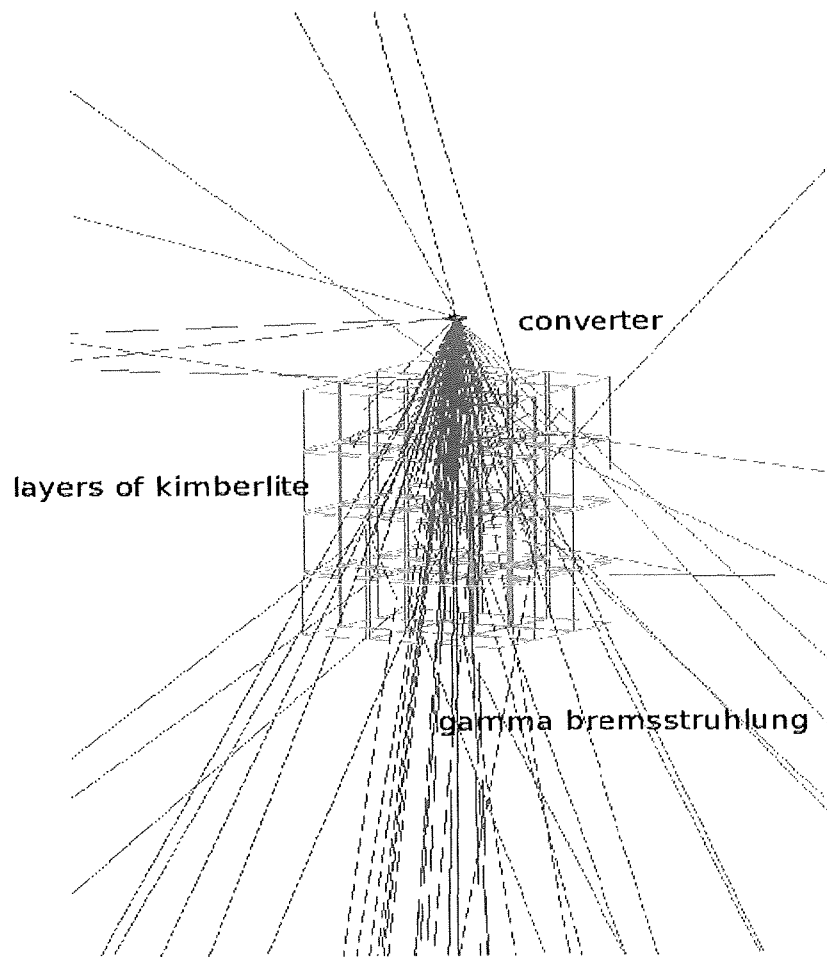 converter
layers of kimberlite
gamma bremsstruhlung